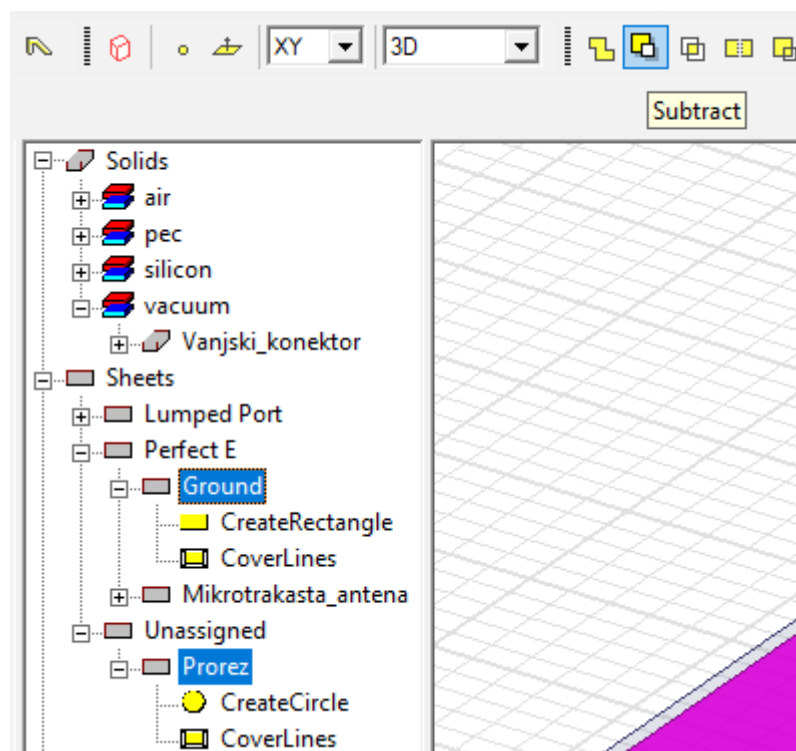 XY 3D
Subtract
Solids
air
pec
silicon
vacuum
Vanjski_konektor
Sheets
Lumped Port
Perfect E
Ground
CreateRectangle
CoverLines
Mikrotrakasta_antena
Unassigned
Prorez
CreateCircle
CoverLines